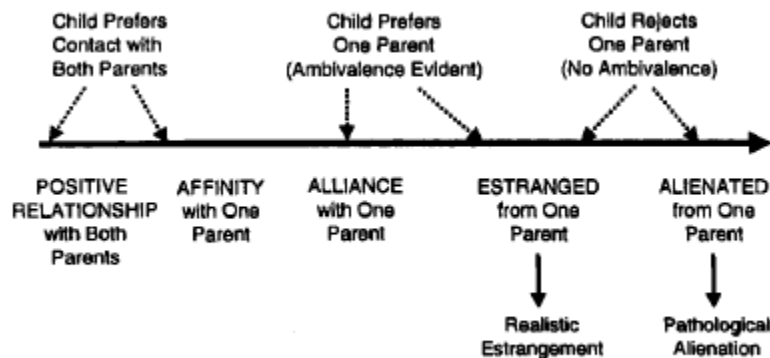 Child Prefers
Contact with
Both Parents
Child Prefers
One Parent
(Ambivalence Evident)
Child Rejects
One Parent
(No Ambivalence)
POSITIVE
RELATIONSHIP
with Both
Parents
AFFINITY
with One
Parent
ALLIANCE
with One
Parent
ESTRANGED
from One
Parent
ALIENATED
from One
Parent
Realistic
Estrangement
Pathological
Alienation